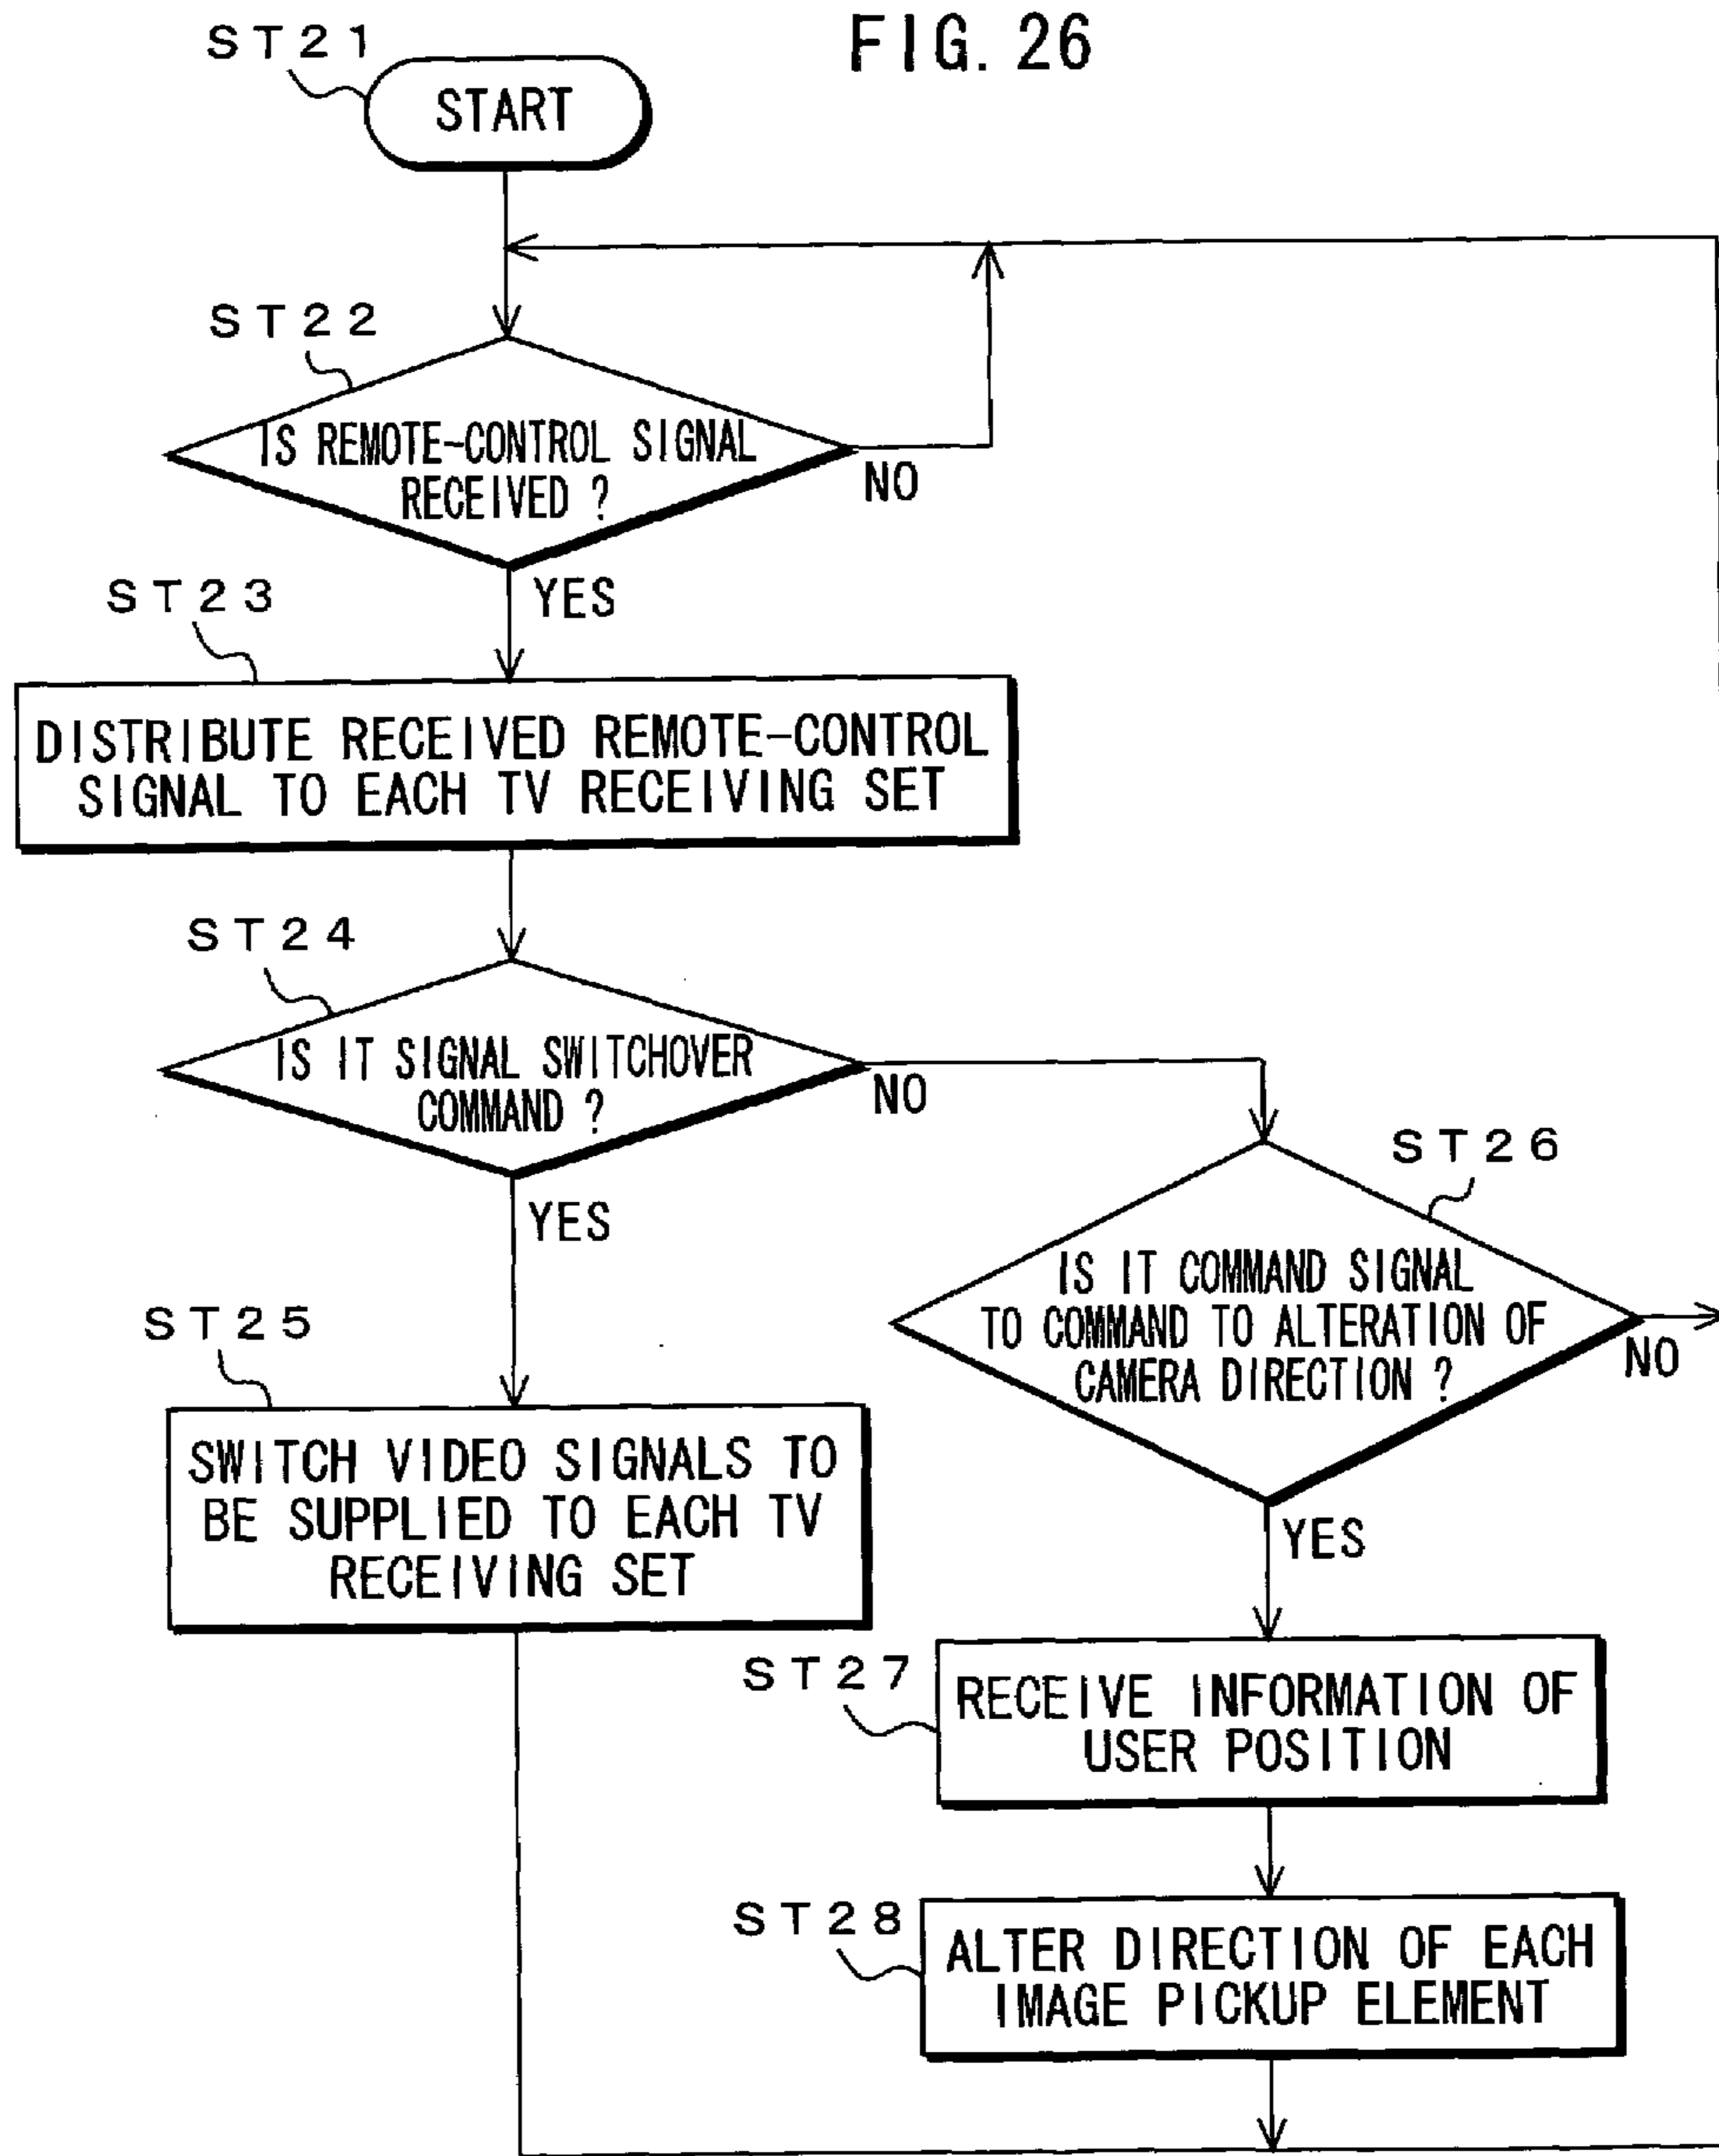 FIG. 26
ST21
START
ST22
IS REMOTE-CONTROL SIGNAL
RECEIVED ?
NO
YES
ST23
DISTRIBUTE RECEIVED REMOTE-CONTROL
SIGNAL TO EACH TV RECEIVING SET
ST24
IS IT SIGNAL SWITCHOVER
COMMAND ?
NO
YES
ST25
SWITCH VIDEO SIGNALS TO
BE SUPPLIED TO EACH TV
RECEIVING SET
ST26
IS IT COMMAND SIGNAL
TO COMMAND TO ALTERATION OF
CAMERA DIRECTION ?
NO
YES
ST27
RECEIVE INFORMATION OF
USER POSITION
ST28
ALTER DIRECTION OF EACH
IMAGE PICKUP ELEMENT